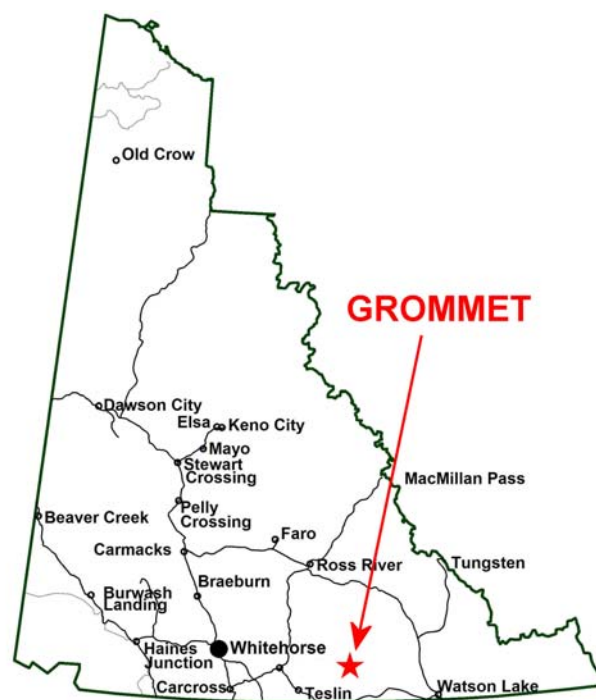 Old Crow
GROMMET
Dawson City
Elsa
Keno City
Mayo
Stewart
Crossing
MacMillan Pass
Pelly
Crossing
Beaver Creek
Faro
Carmacks
Ross River
Tungsten
Braeburn
Burwash
Landing
Haines
Junction
Whitehorse
Carcross
Teslin
Watson Lake